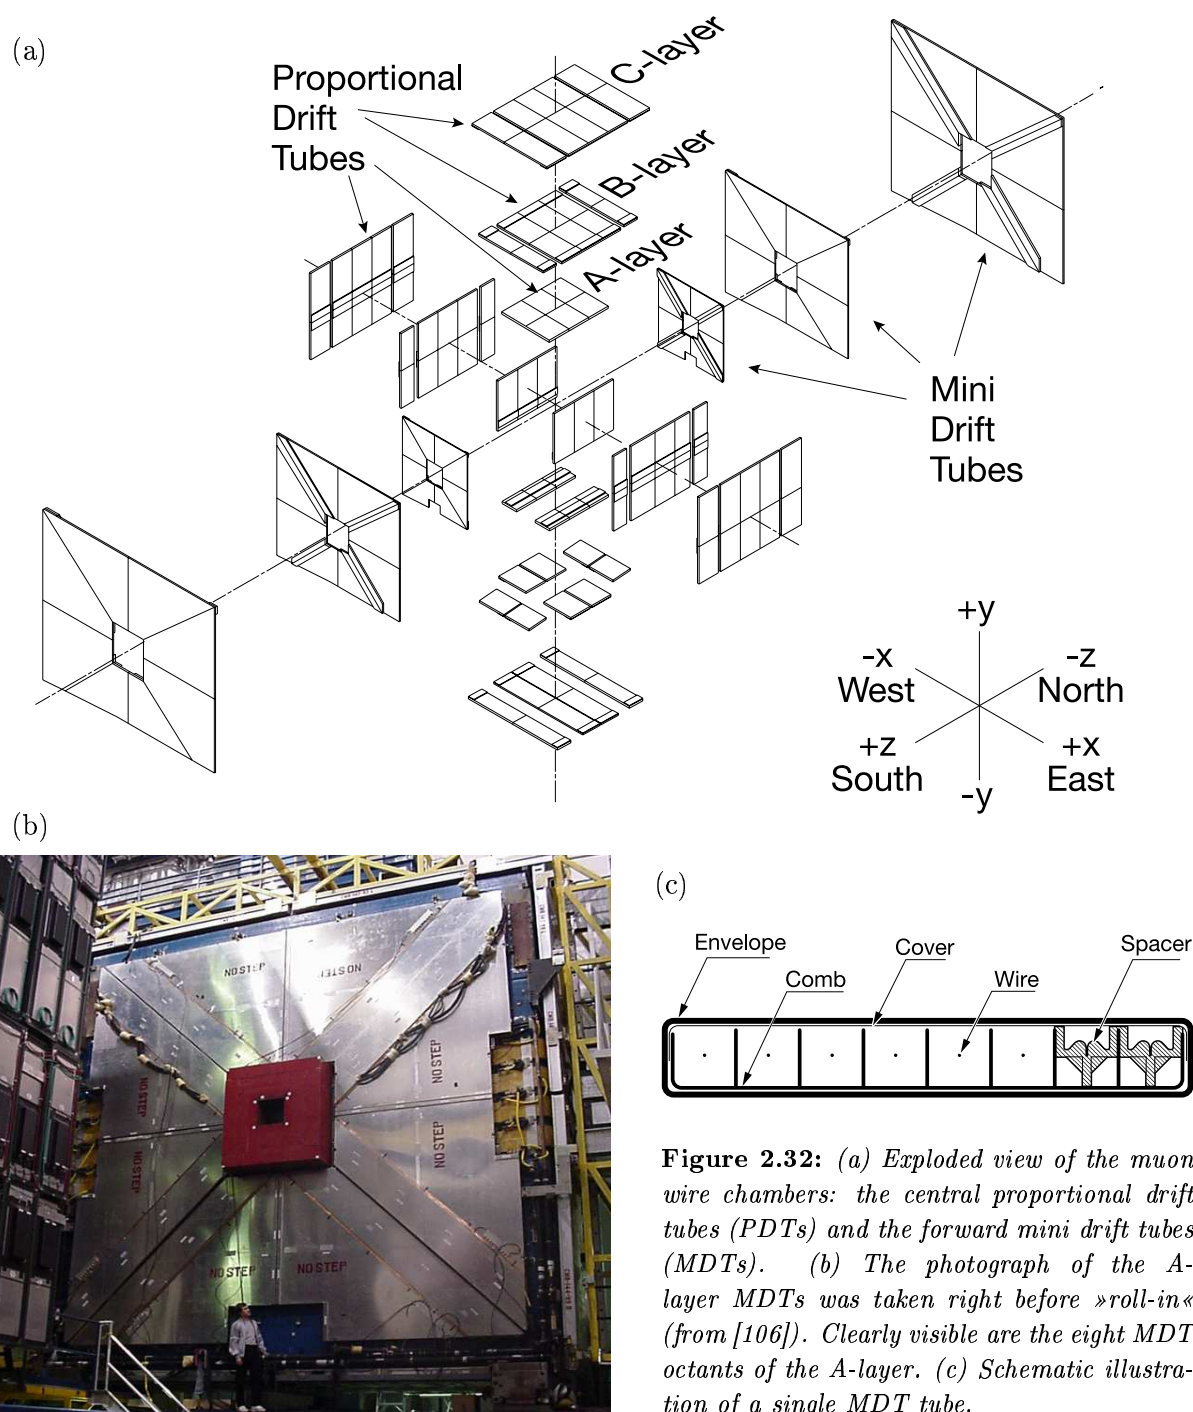 (a)
Proportional
Drift
Tubes
C-layer
B-layer
A-layer
Mini
Drift
Tubes
+y
-x
West
-z
North
+z
South
+x
East
-y
(b)
NO STEP
NO STEP
NO STEP
NO STEP
NO STEP
NO STEP
NO STEP
NO STEP
(c)
Envelope
Cover
Spacer
Comb
Wire
Figure 2.32: (a) Exploded view of the muon
wire chambers: the central proportional drift
tubes (PDTs) and the forward mini drift tubes
(MDTs). (b) The photograph of the A-
layer MDTs was taken right before »roll-in«
(from [106]). Clearly visible are the eight MDT
octants of the A-layer. (c) Schematic illustra-
tion of a single MDT tube.